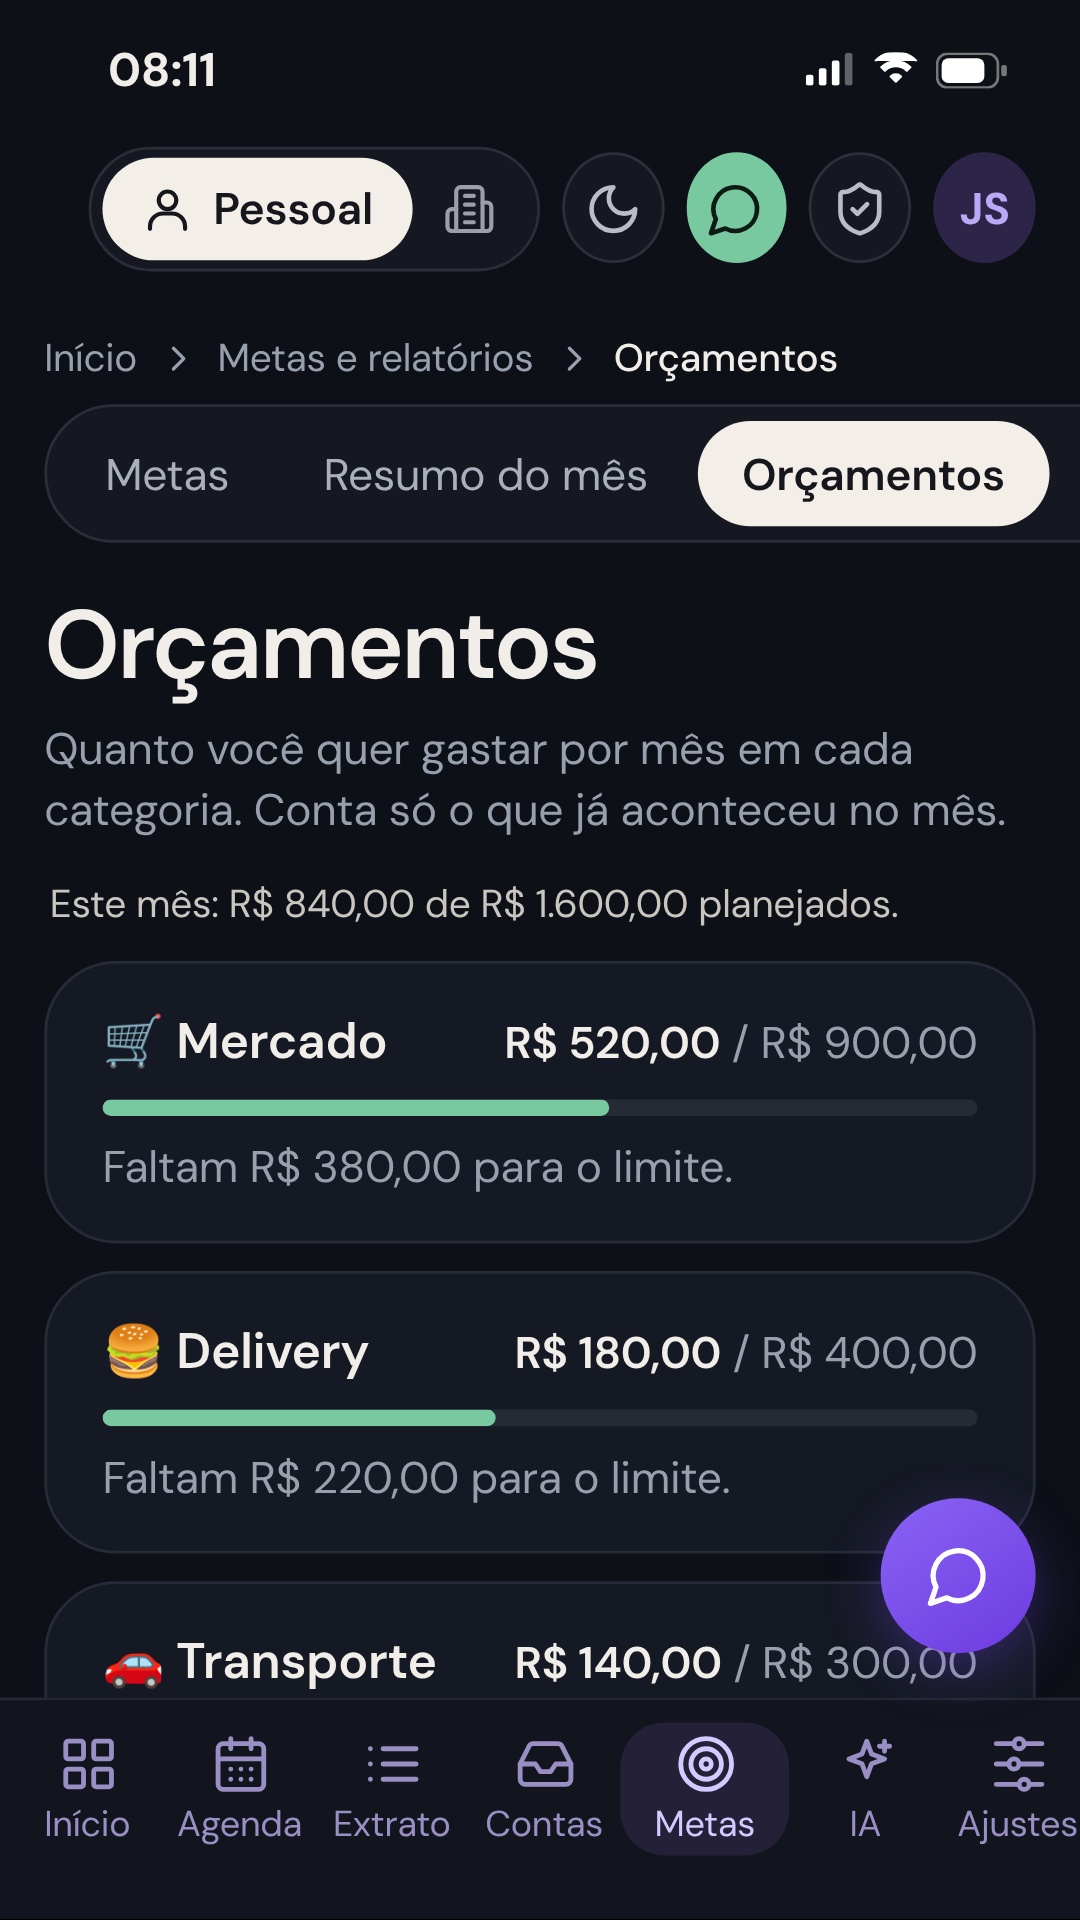 08:11
Pessoal
JS
Início > Metas e relatórios > Orçamentos
Metas Resumo do mês Orçamentos
Orçamentos
Quanto você quer gastar por mês em cada
categoria. Conta só o que já aconteceu no mês.
Este mês: R$ 840,00 de R$ 1.600,00 planejados.
Mercado R$ 520,00 / R$ 900,00
Faltam R$ 380,00 para o limite.
Delivery R$ 180,00 / R$ 400,00
Faltam R$ 220,00 para o limite.
Transporte R$ 140,00 / R$ 300,00
Início Agenda Extrato Contas Metas IA Ajustes